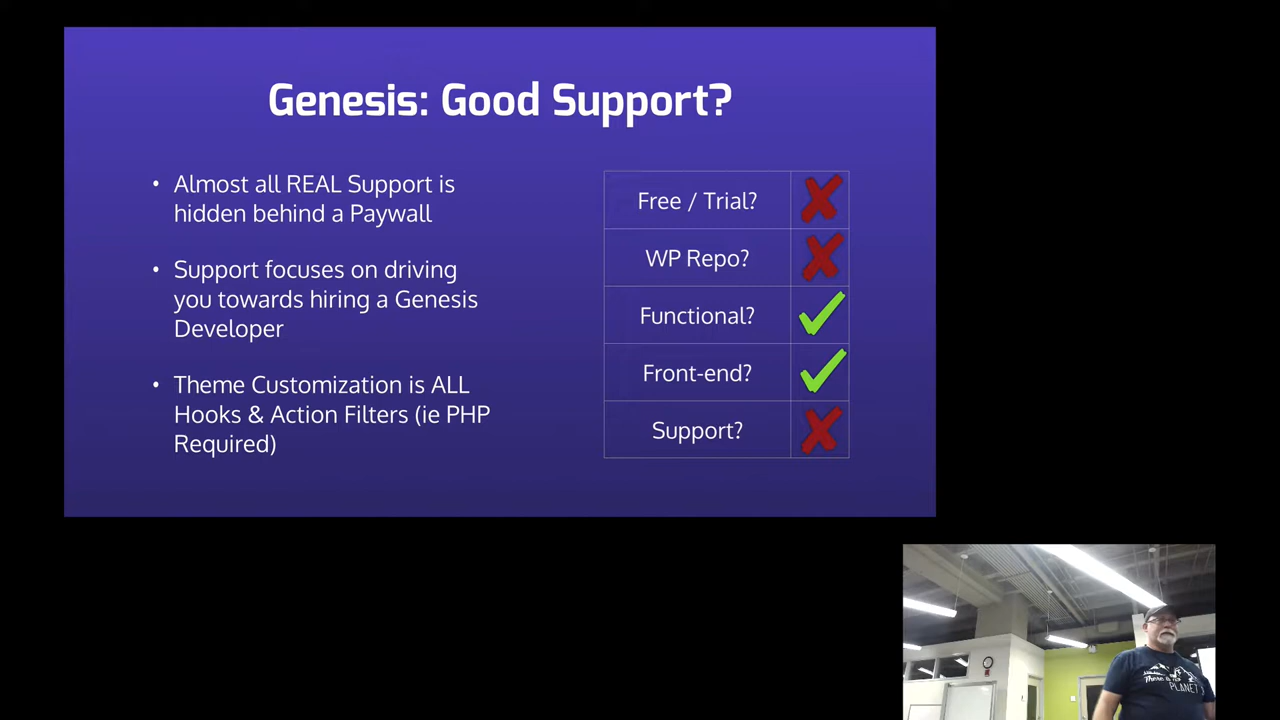 Genesis: Good Support?
• Almost all REAL Support is
hidden behind a Paywall
• Support focuses on driving
you towards hiring a Genesis
Developer
• Theme Customization is ALL
Hooks & Action Filters (ie PHP
Required)
Free / Trial?
WP Repo?
Functional?
Front-end?
Support?
PLANET